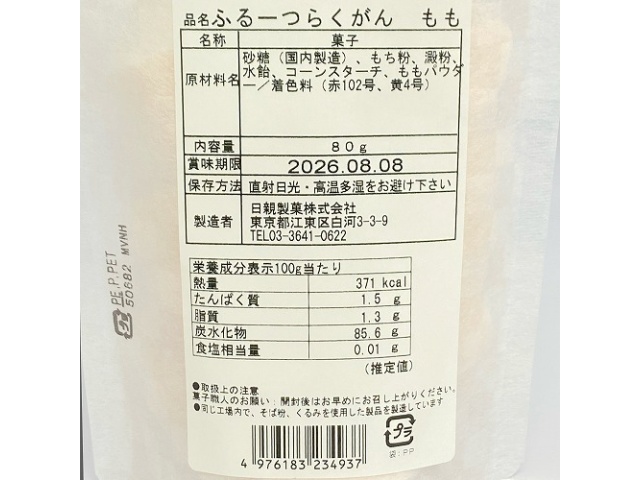 品名ふるーつらくがん もも
名称 菓子
原材料名 砂糖（国内製造）、もち粉、澱粉、
水飴、コーンスターチ、ももパウダ
ー／着色料（赤102号、黄4号）
内容量 80g
賞味期限 2026.08.08
保存方法 直射日光・高温多湿をお避け下さい
製造者 日親製菓株式会社
東京都江東区白河3-3-9
TEL03-3641-0622
栄養成分表示100g当たり
熱量 371 kcal
たんぱく質 1.5 g
脂質 1.3 g
炭水化物 85.6 g
食塩相当量 0.01 g
（推定値）
●取扱上の注意
菓子職人のお願い：開封後はお早めにお召し上がりください。
●同じ工場内で、そば粉、くるみを使用した製品を製造しています
プラ
袋:PP
4 976183 234937
プラ
PE,P,PET
50682 MVNH